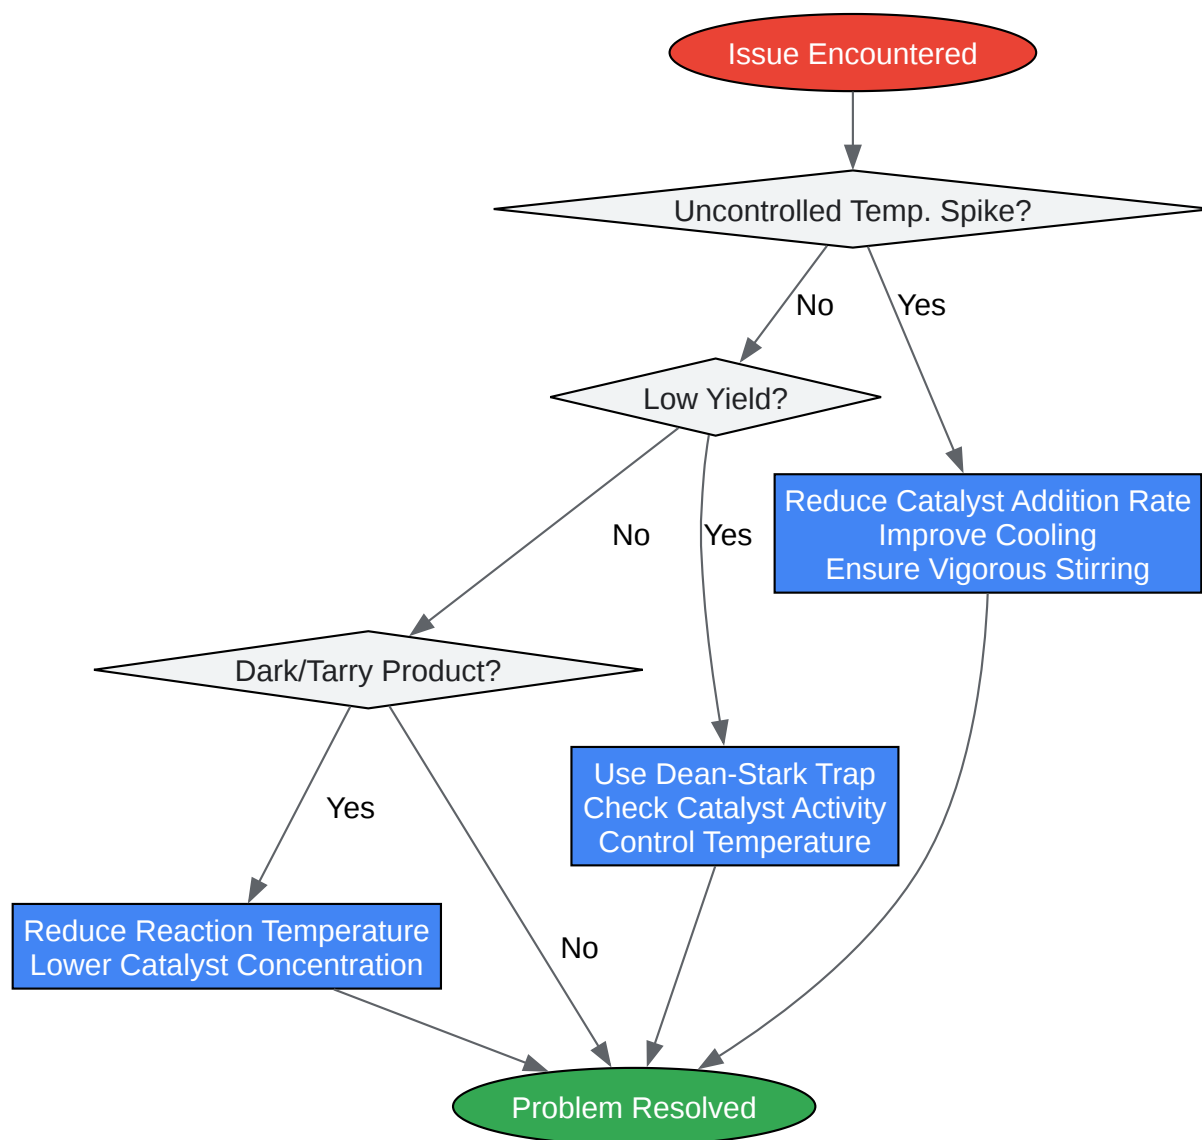 Issue Encountered
Uncontrolled Temp. Spike?
No
Yes
Low Yield?
Reduce Catalyst Addition Rate
Improve Cooling
Ensure Vigorous Stirring
No
Yes
Dark/Tarry Product?
Use Dean-Stark Trap
Check Catalyst Activity
Control Temperature
Yes
Reduce Reaction Temperature
Lower Catalyst Concentration
No
Problem Resolved